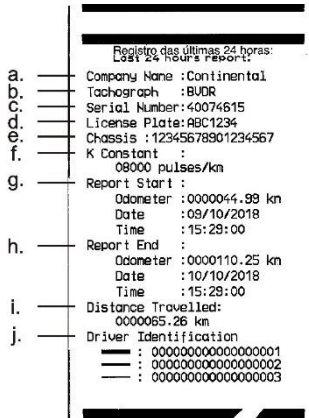 Registro das últimas 24 horas:
Last 24 hours report:
a. Company Name :Continental
b. Tachograph :BVDR
c. Serial Number:40074615
d. License Plate:ABC1234
e. Chassis :12345678901234567
f. K Constant :
08000 pulses/km
g. Report Start :
Odometer :0000044.99 km
Date :09/10/2018
Time :15:29:00
h. Report End :
Odometer :0000110.25 km
Date :10/10/2018
Time :15:29:00
i. Distance Travelled:
0000065.26 km
j. Driver Identification
: 000000000000000001
: 000000000000000002
: 000000000000000003